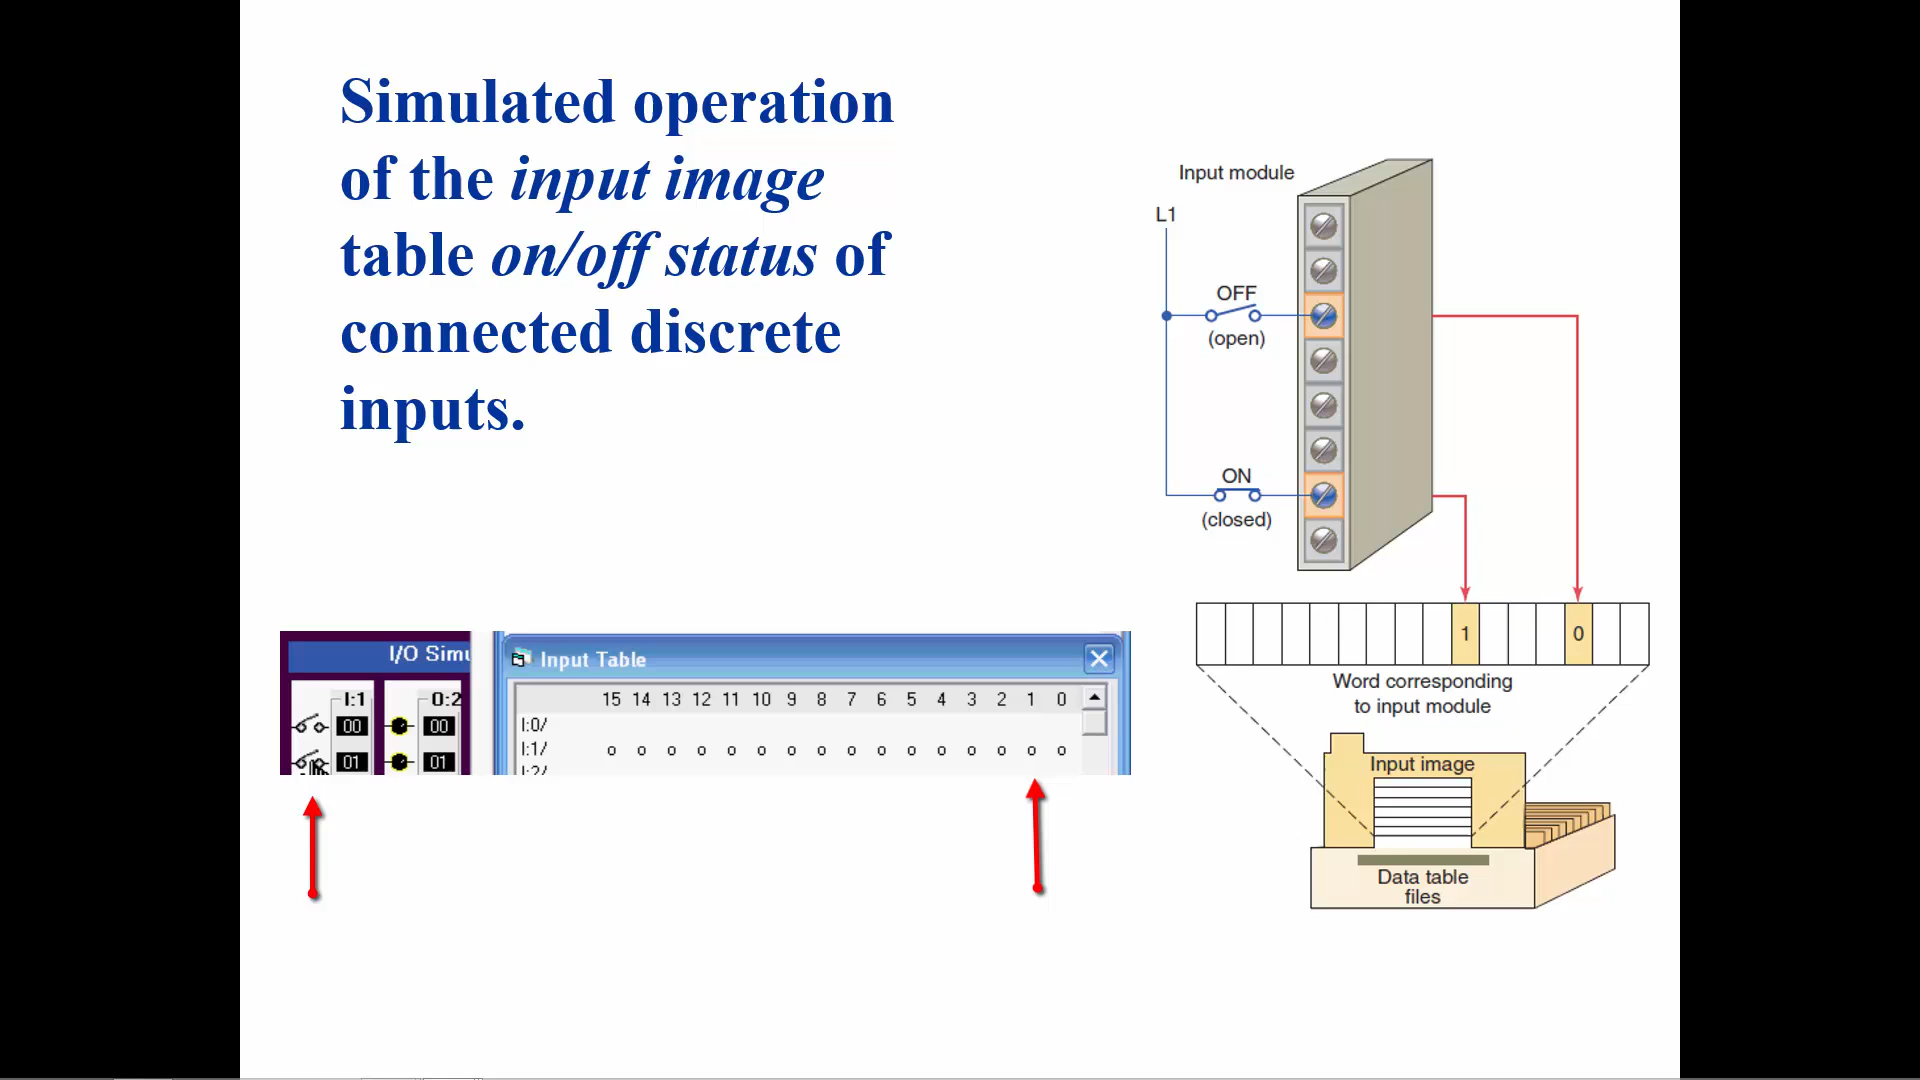 Simulated operation
of the input image
table on/off status of
connected discrete
inputs.
Input module
L1
OFF
(open)
ON
(closed)
1
0
Word corresponding
to input module
Input image
Data table
files
I/O Simu
I:1
O:2
00
00
01
01
Input Table
15 14 13 12 11 10 9 8 7 6 5 4 3 2 1 0
I:0/
I:1/ 0 0 0 0 0 0 0 0 0 0 0 0 0 0 0 0